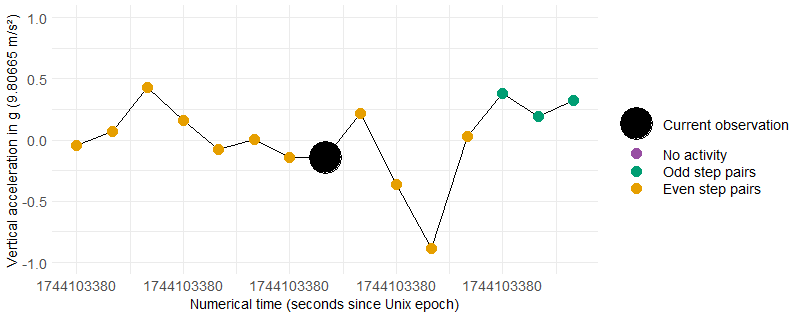 Vertical acceleration in g (9.80665 m/s²)
1.0
0.5
0.0
-0.5
-1.0
1744103380 1744103380 1744103380 1744103380 1744103380
Numerical time (seconds since Unix epoch)
Current observation
No activity
Odd step pairs
Even step pairs